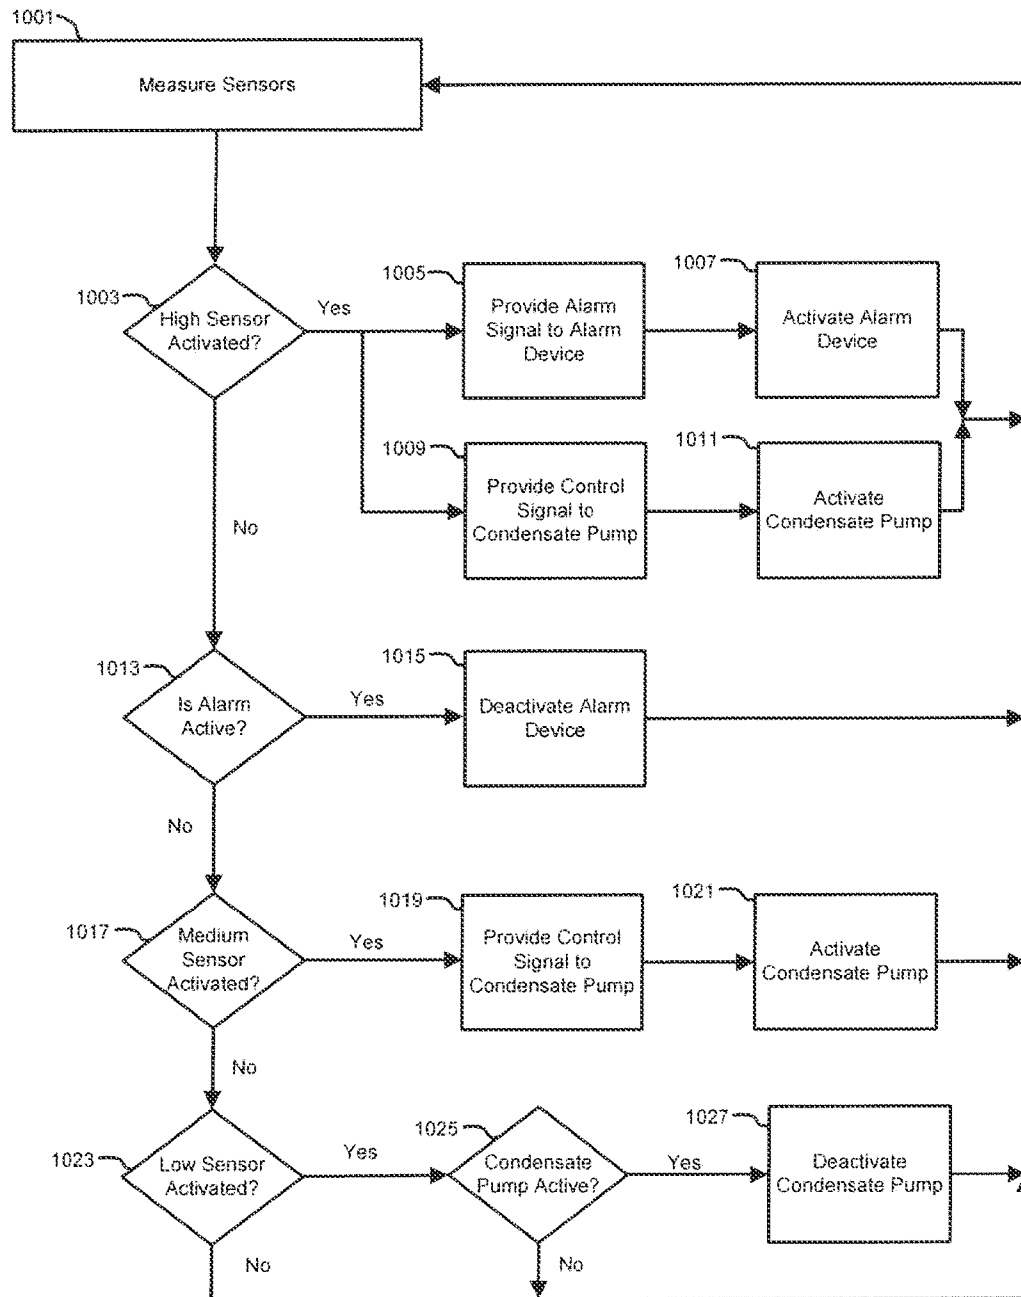 1001
Measure Sensors
1003
High Sensor
Activated?
Yes
1005
Provide Alarm
Signal to Alarm
Device
1007
Activate Alarm
Device
1009
Provide Control
Signal to
Condensate Pump
1011
Activate
Condensate Pump
No
1013
Is Alarm
Active?
Yes
1015
Deactivate Alarm
Device
No
1017
Medium
Sensor
Activated?
Yes
1019
Provide Control
Signal to
Condensate Pump
1021
Activate
Condensate Pump
No
1023
Low Sensor
Activated?
Yes
1025
Condensate
Pump Active?
Yes
1027
Deactivate
Condensate Pump
No
No